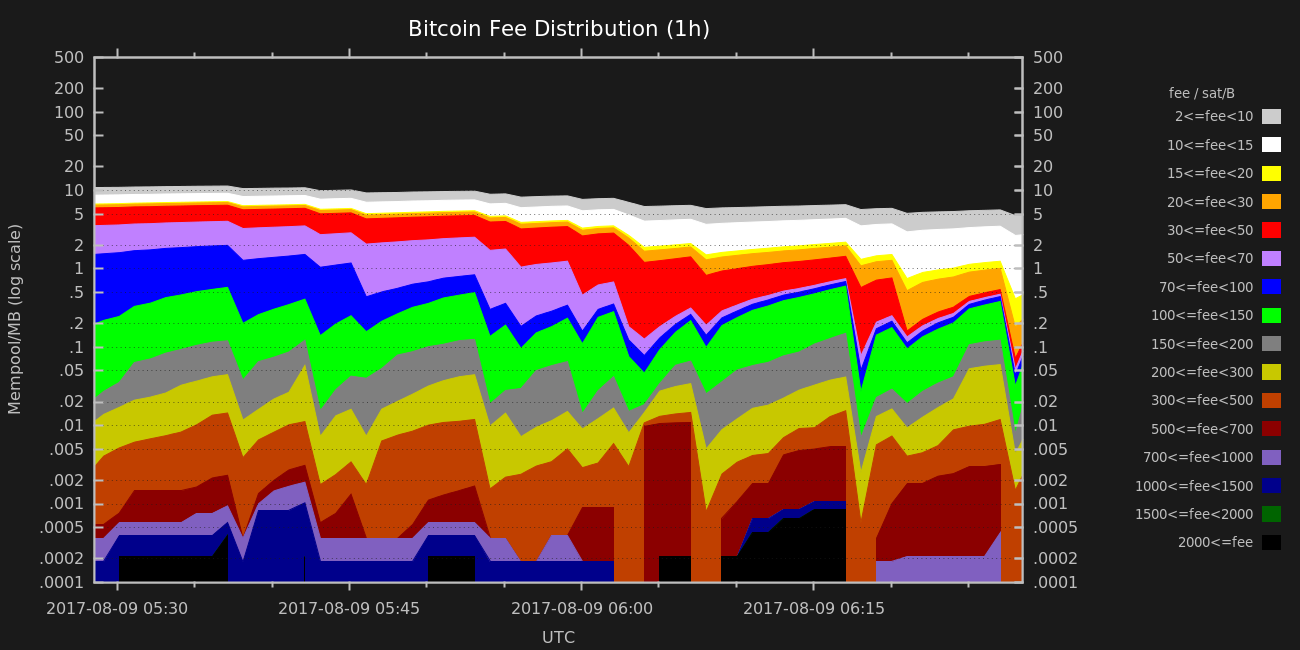 Bitcoin Fee Distribution (1h)
500 500
200 200
100 100
50 50
20 20
10 10
5 5
2 2
1 1
.5 .5
.2 .2
.1 .1
.05 .05
.02 .02
.01 .01
.005 .005
.002 .002
.001 .001
.0005 .0005
.0002 .0002
.0001 .0001
Mempool/MB (log scale)
2017-08-09 05:30 2017-08-09 05:45 2017-08-09 06:00 2017-08-09 06:15
UTC
fee / sat/B
2<=fee<10
10<=fee<15
15<=fee<20
20<=fee<30
30<=fee<50
50<=fee<70
70<=fee<100
100<=fee<150
150<=fee<200
200<=fee<300
300<=fee<500
500<=fee<700
700<=fee<1000
1000<=fee<1500
1500<=fee<2000
2000<=fee